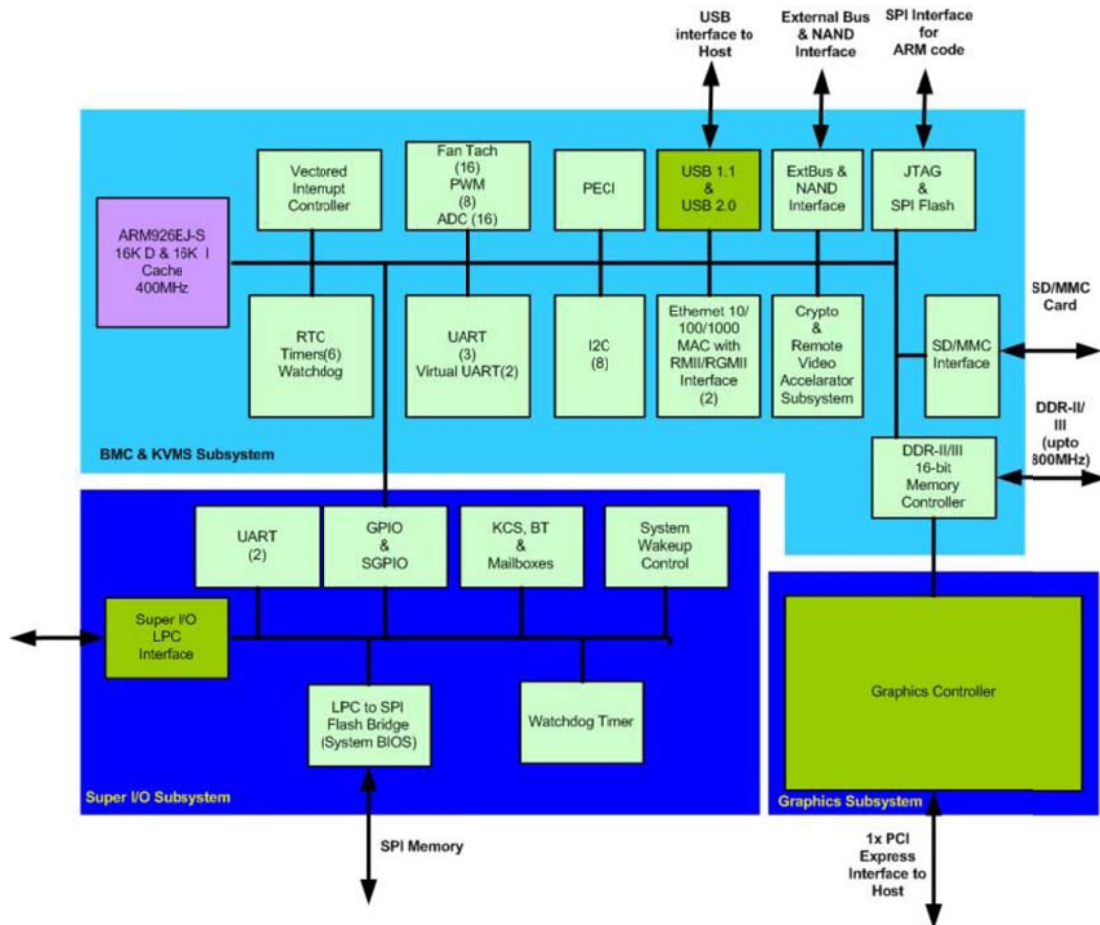 USB
interface to
Host
External Bus
& NAND
Interface
SPI Interface
for
ARM code
Vectored
Interrupt
Controller
Fan Tach
(16)
PWM
(8)
ADC (16)
PECI
USB 1.1
&
USB 2.0
ExtBus &
NAND
Interface
JTAG
&
SPI Flash
ARM926EJ-S
16K D & 16K I
Cache
400MHz
RTC
Timers(6)
Watchdog
UART
(3)
Virtual UART(2)
I2C
(8)
Ethernet 10/
100/1000
MAC with
RMII/RGMII
Interface
(2)
Crypto
&
Remote
Video
Accelarator
Subsystem
SD/MMC
Interface
SD/MMC
Card
DDR-II/
III
(upto
800MHz)
DDR-II/III
16-bit
Memory
Controller
BMC & KVMS Subsystem
UART
(2)
GPIO
&
SGPIO
KCS, BT
&
Mailboxes
System
Wakeup
Control
Super I/O
LPC
Interface
LPC to SPI
Flash Bridge
(System BIOS)
Watchdog Timer
Super I/O Subsystem
SPI Memory
Graphics Controller
Graphics Subsystem
1x PCI
Express
Interface to
Host